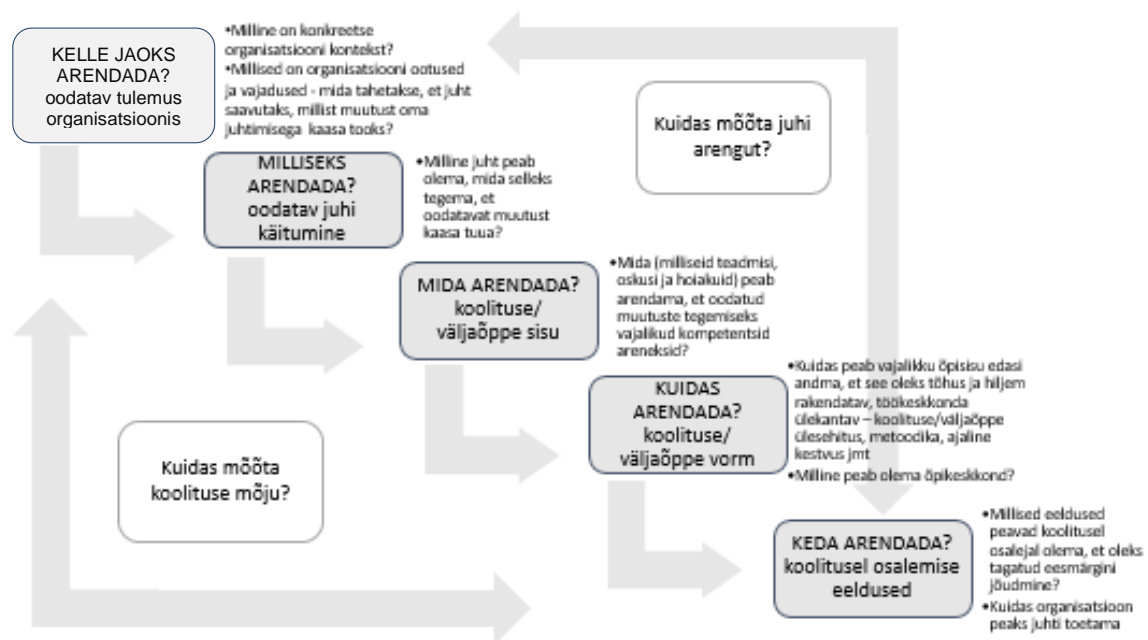 KELLE JAOKS
ARENDADA?
oodatav tulemus
organisatsioonis
•Milline on konkreetse
organisatsiooni kontekst?
•Millised on organisatsiooni ootused
ja vajadused - mida tahetakse, et juht
saavutaks, millist muutust oma
juhtimisega kaasa tooks?
Kuidas mõõta juhi
arengut?
MILLISEKS
ARENDADA?
oodatav juhi
käitumine
•Milline juht peab
olema, mida selleks
tegema, et
oodatavat muutust
kaasa tuua?
MIDA ARENDADA?
koolituse/
väljaõppe sisu
•Mida (milliseid teadmisi,
oskusi ja hoiakuid) peab
arendama, et oodatud
muutuste tegemiseks
vajalikud kompetentsid
areneksid?
KUIDAS
ARENDADA?
koolituse/
väljaõppe vorm
•Kuidas peab vajalikku õpisisu edasi
andma, et see oleks tõhus ja hiljem
rakendatav, töökeskkonda
ülekantav – koolituse/väljaõppe
ülesehitus, metoodika, ajaline
kestvus jmt
•Milline peab olema õpikeskkond?
Kuidas mõõta
koolituse mõju?
KEDA ARENDADA?
koolitusel osalemise
eeldused
•Millised eeldused
peavad koolitusel
osalejal olema, et oleks
tagatud eesmärgini
jõudmine?
•Kuidas organisatsioon
peaks juhti toetama